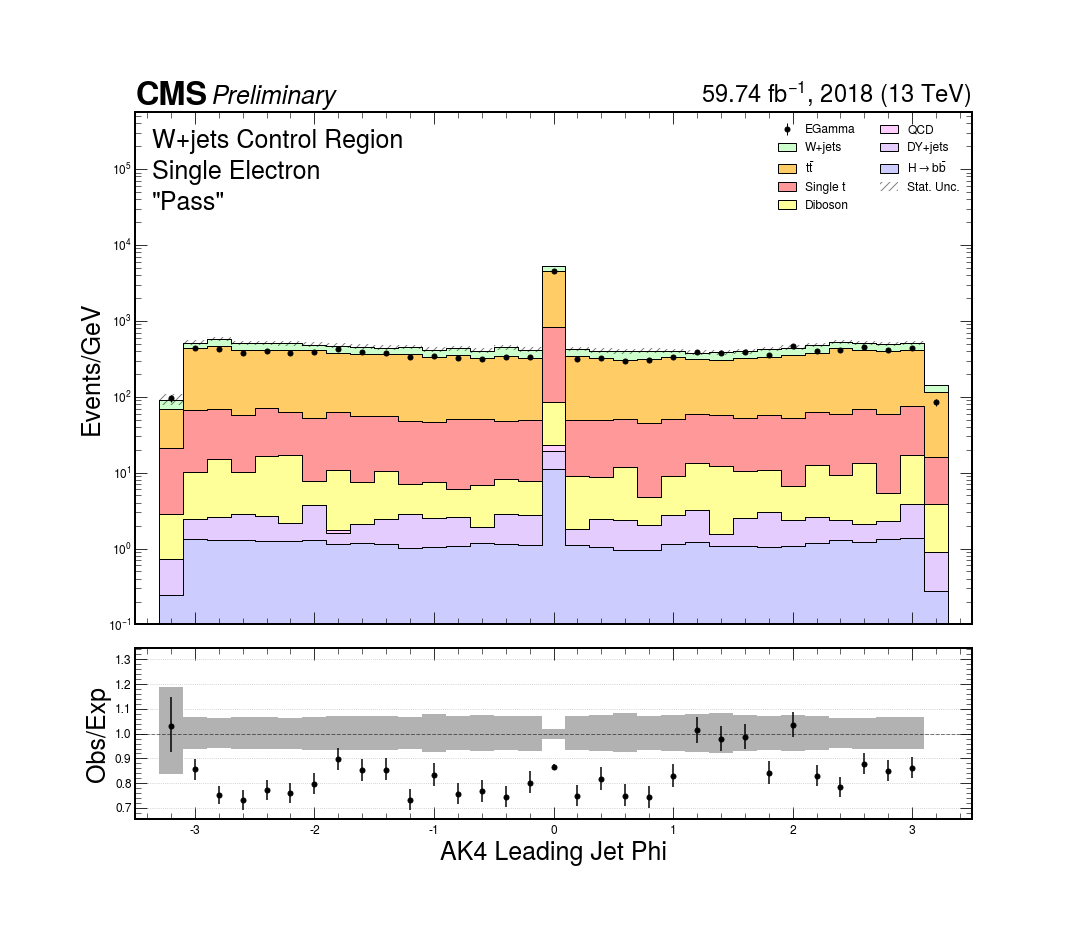 CMS Preliminary 59.74 fb⁻¹, 2018 (13 TeV)
W+jets Control Region
Single Electron
"Pass"
EGamma
W+jets
tt̄
Single t
Diboson
QCD
DY+jets
H→bb̄
Stat. Unc.
Events/GeV
10⁵
10⁴
10³
10²
10¹
10⁰
10⁻¹
Obs/Exp
1.3
1.2
1.1
1.0
0.9
0.8
0.7
-3 -2 -1 0 1 2 3
AK4 Leading Jet Phi